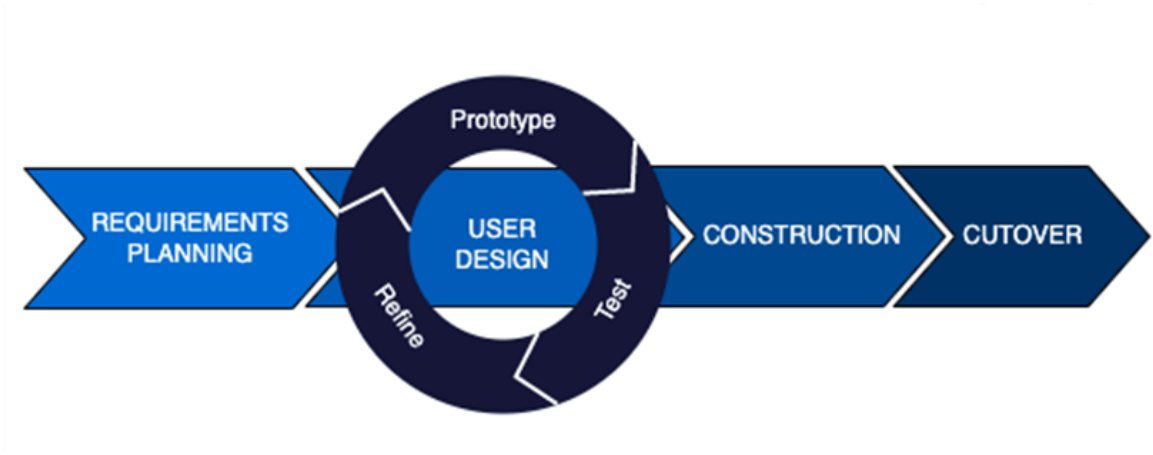 Prototype
REQUIREMENTS
PLANNING
USER
DESIGN
CONSTRUCTION
CUTOVER
Refine
Test